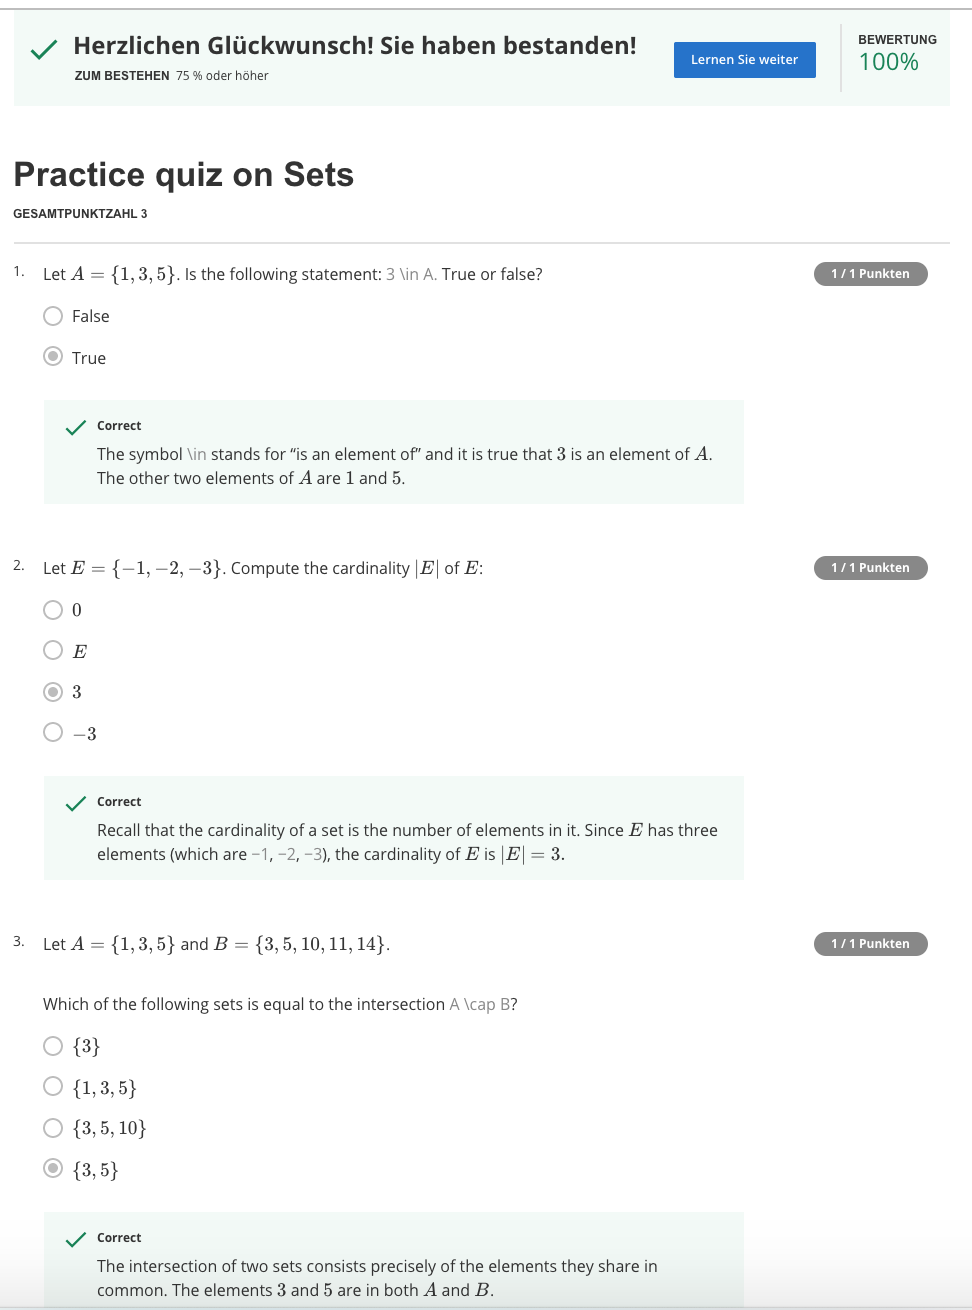 Herzlichen Glückwunsch! Sie haben bestanden!
ZUM BESTEHEN 75 % oder höher
Lernen Sie weiter
BEWERTUNG
100%
Practice quiz on Sets
GESAMTPUNKTZAHL 3
1. Let A = {1, 3, 5}. Is the following statement: 3 \in A. True or false?
1 / 1 Punkten
False
True
Correct
The symbol \in stands for “is an element of” and it is true that 3 is an element of A.
The other two elements of A are 1 and 5.
2. Let E = {−1, −2, −3}. Compute the cardinality |E| of E:
1 / 1 Punkten
0
E
3
−3
Correct
Recall that the cardinality of a set is the number of elements in it. Since E has three
elements (which are −1, −2, −3), the cardinality of E is |E| = 3.
3. Let A = {1, 3, 5} and B = {3, 5, 10, 11, 14}.
1 / 1 Punkten
Which of the following sets is equal to the intersection A \cap B?
{3}
{1, 3, 5}
{3, 5, 10}
{3, 5}
Correct
The intersection of two sets consists precisely of the elements they share in
common. The elements 3 and 5 are in both A and B.